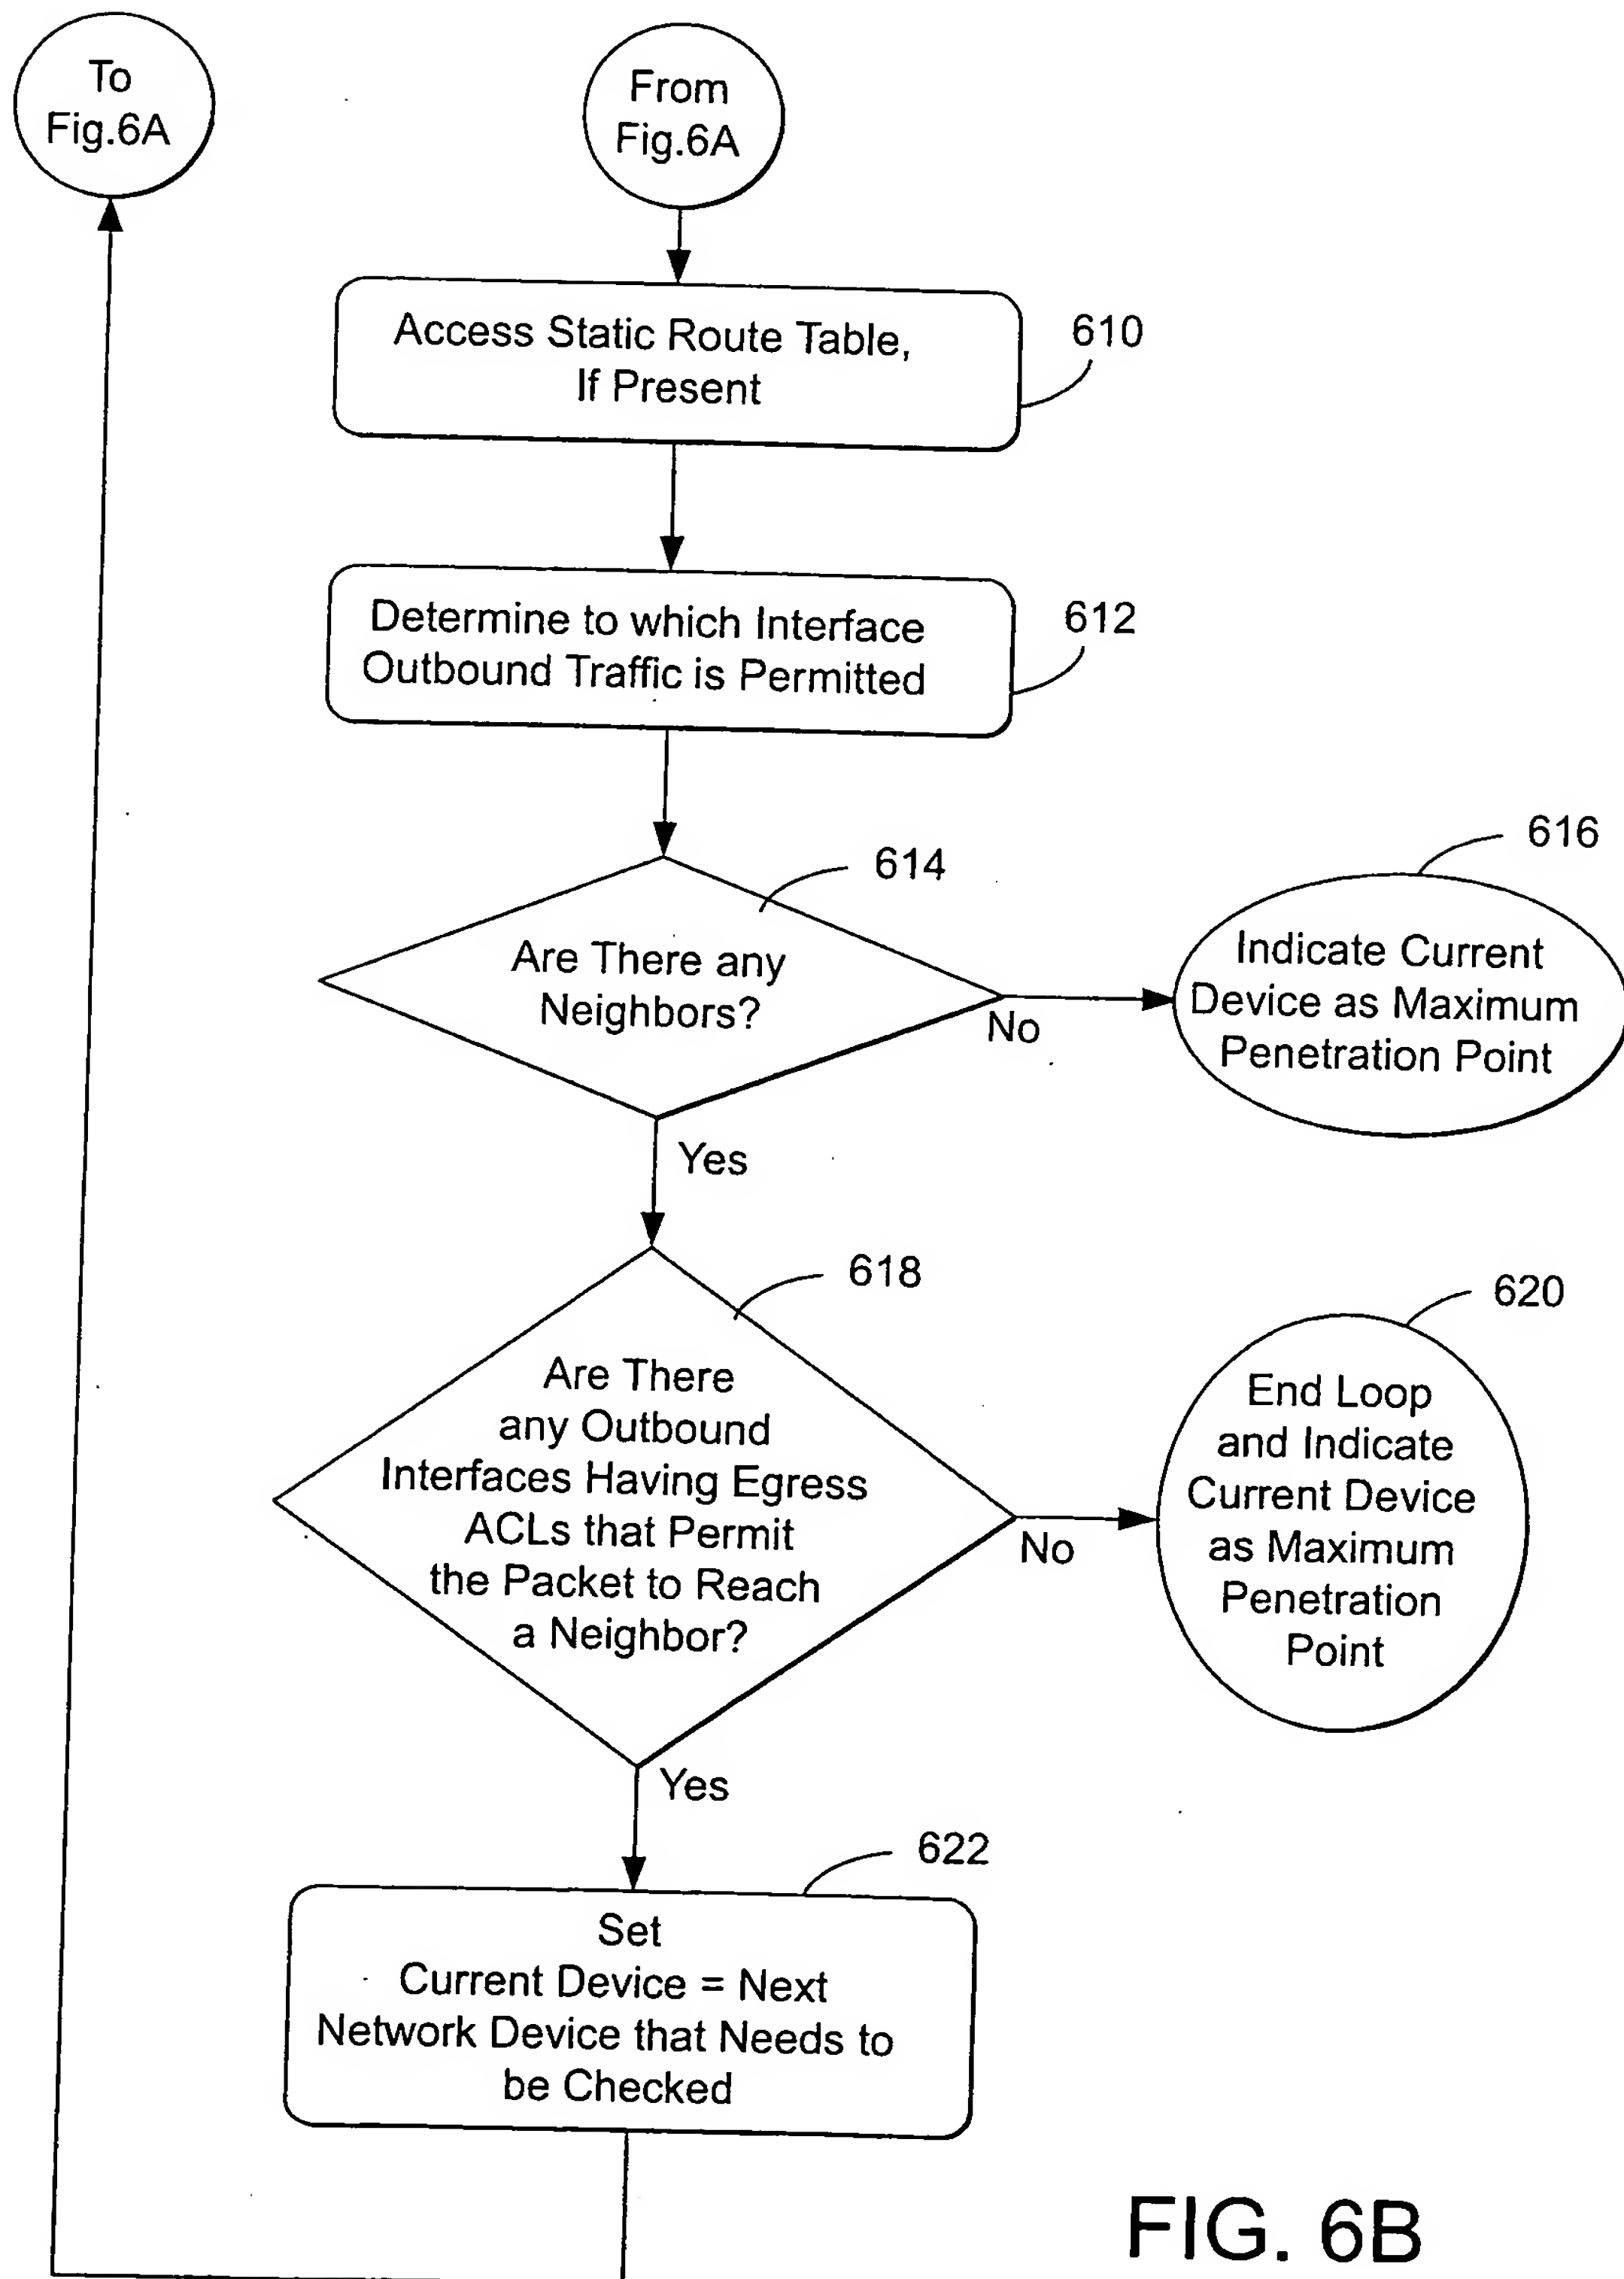 To
Fig.6A
From
Fig.6A
Access Static Route Table,
If Present
610
Determine to which Interface
Outbound Traffic is Permitted
612
614
Are There any
Neighbors?
No
616
Indicate Current
Device as Maximum
Penetration Point
Yes
618
Are There
any Outbound
Interfaces Having Egress
ACLs that Permit
the Packet to Reach
a Neighbor?
No
620
End Loop
and Indicate
Current Device
as Maximum
Penetration
Point
Yes
622
Set
Current Device = Next
Network Device that Needs to
be Checked
FIG. 6B